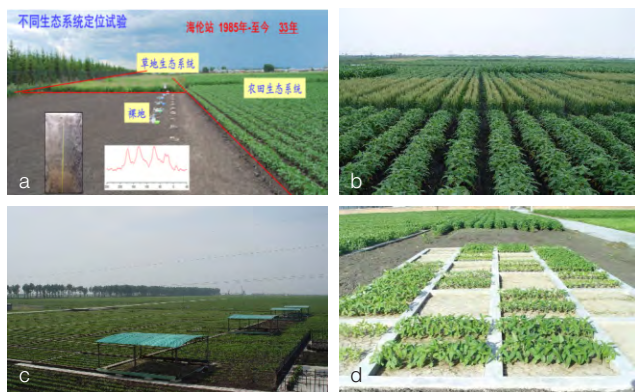 不同生态系统定位试验
海伦站 1985年-至今 33年
草地生态系统
农田生态系统
裸地
a
b
c
d